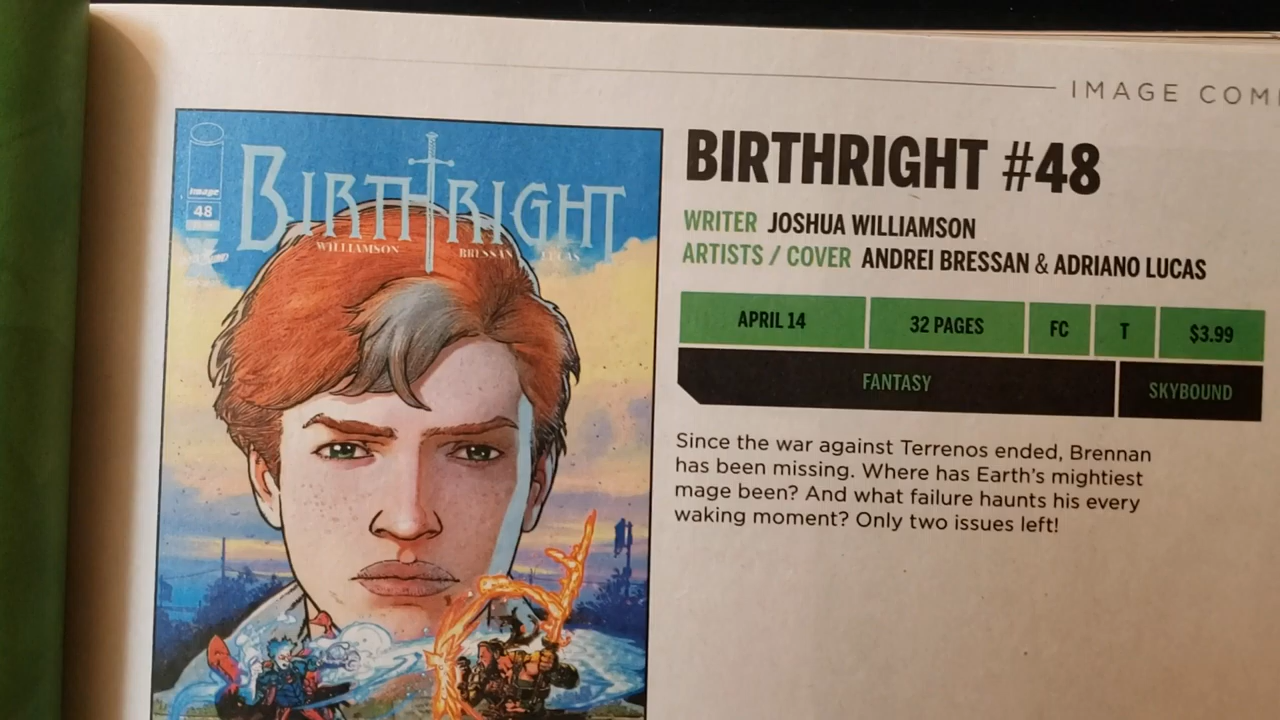 IMAGE COMI
BIRTHRIGHT #48
WRITER JOSHUA WILLIAMSON
ARTISTS / COVER ANDREI BRESSAN & ADRIANO LUCAS
APRIL 14
32 PAGES
FC
T
$3.99
FANTASY
SKYBOUND
Since the war against Terrenos ended, Brennan
has been missing. Where has Earth's mightiest
mage been? And what failure haunts his every
waking moment? Only two issues left!
image
48
BIRTHRIGHT
WILLIAMSON
BRESSAN
LUCAS